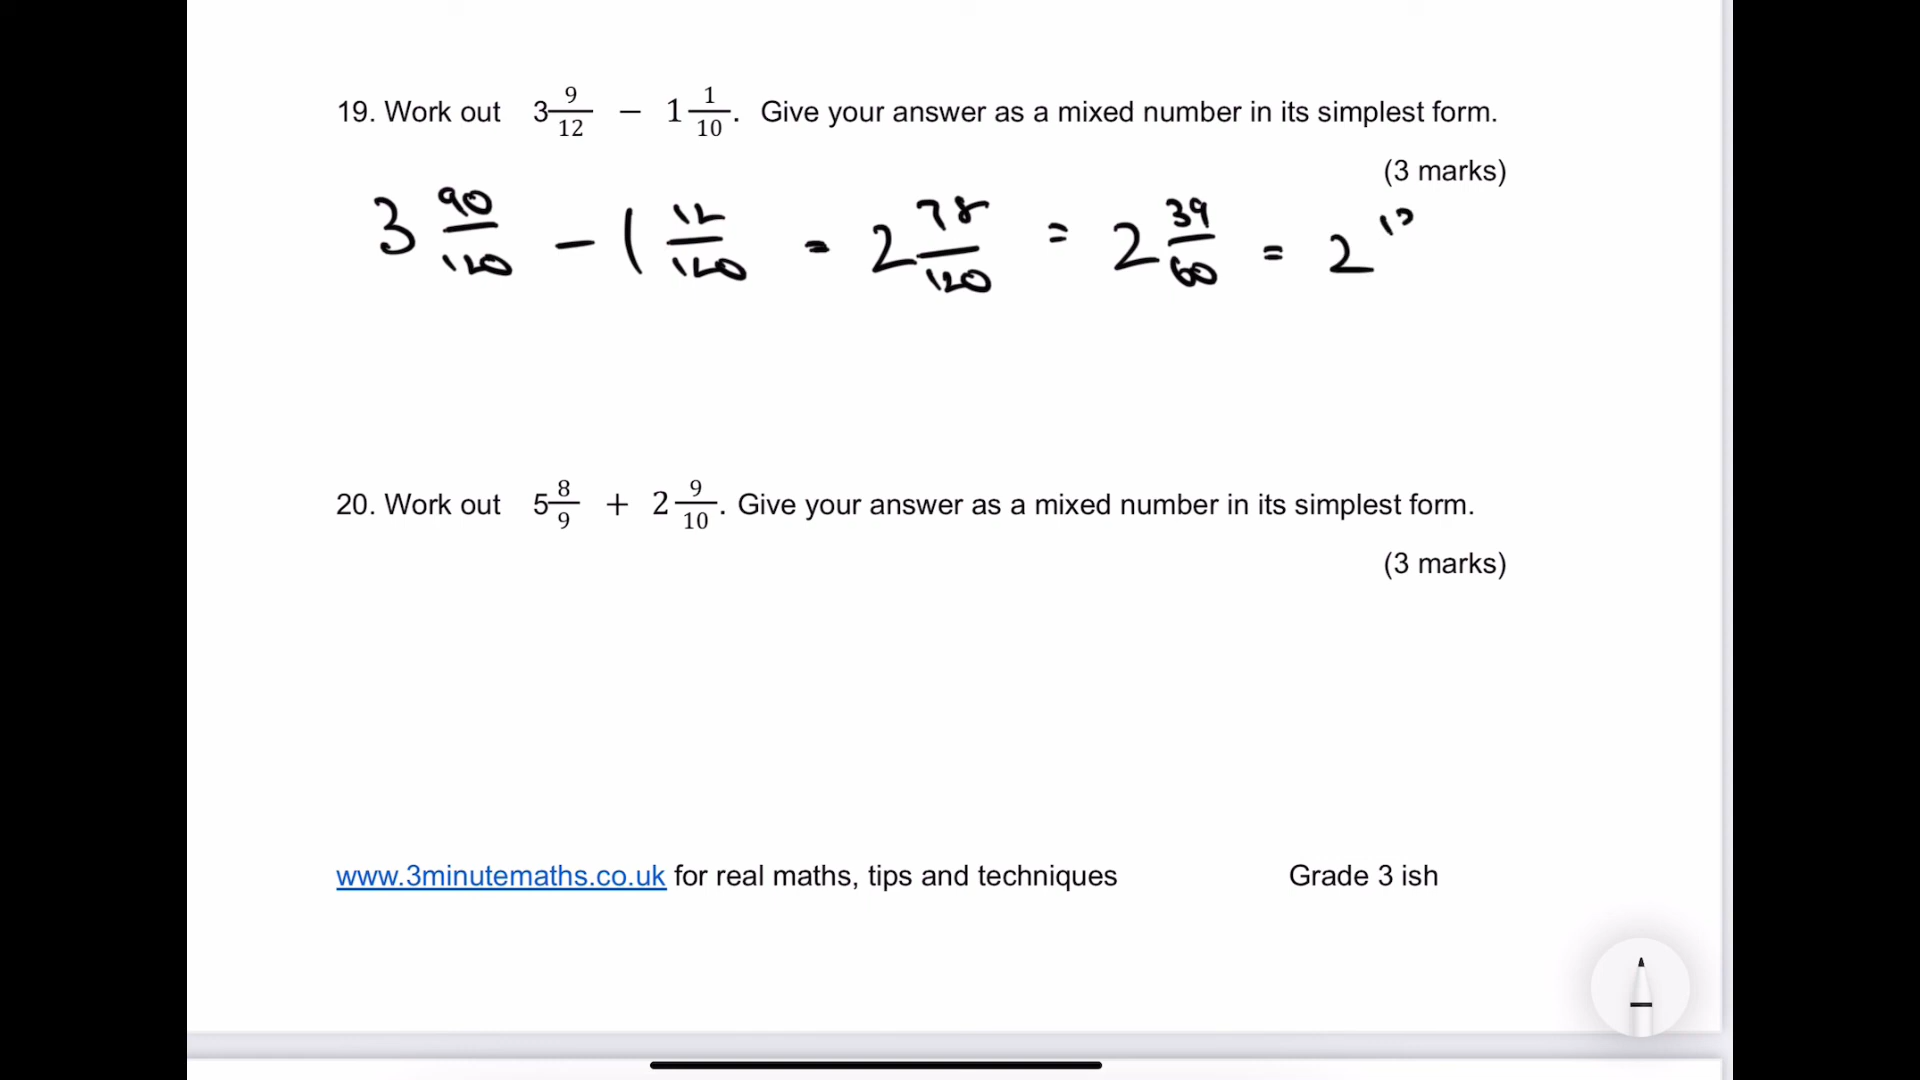 19. Work out 3 9/12 − 1 1/10. Give your answer as a mixed number in its simplest form.
(3 marks)
3 90/120 − 1 12/120 = 2 78/120 = 2 39/60 = 2 13
20. Work out 5 8/9 + 2 9/10. Give your answer as a mixed number in its simplest form.
(3 marks)
www.3minutemaths.co.uk for real maths, tips and techniques Grade 3 ish